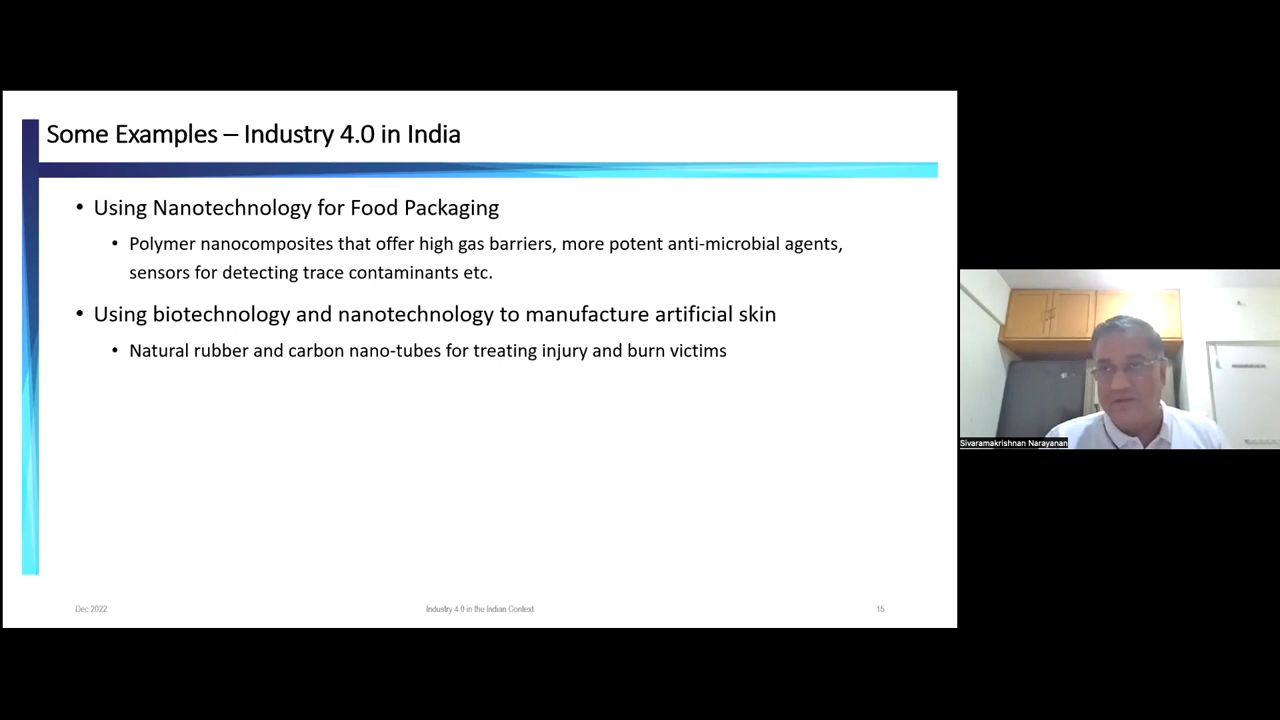 Some Examples – Industry 4.0 in India
• Using Nanotechnology for Food Packaging
• Polymer nanocomposites that offer high gas barriers, more potent anti-microbial agents,
sensors for detecting trace contaminants etc.
• Using biotechnology and nanotechnology to manufacture artificial skin
• Natural rubber and carbon nano-tubes for treating injury and burn victims
Dec 2022
Industry 4.0 in the Indian Context
15
Sivaramakrishnan Narayanan